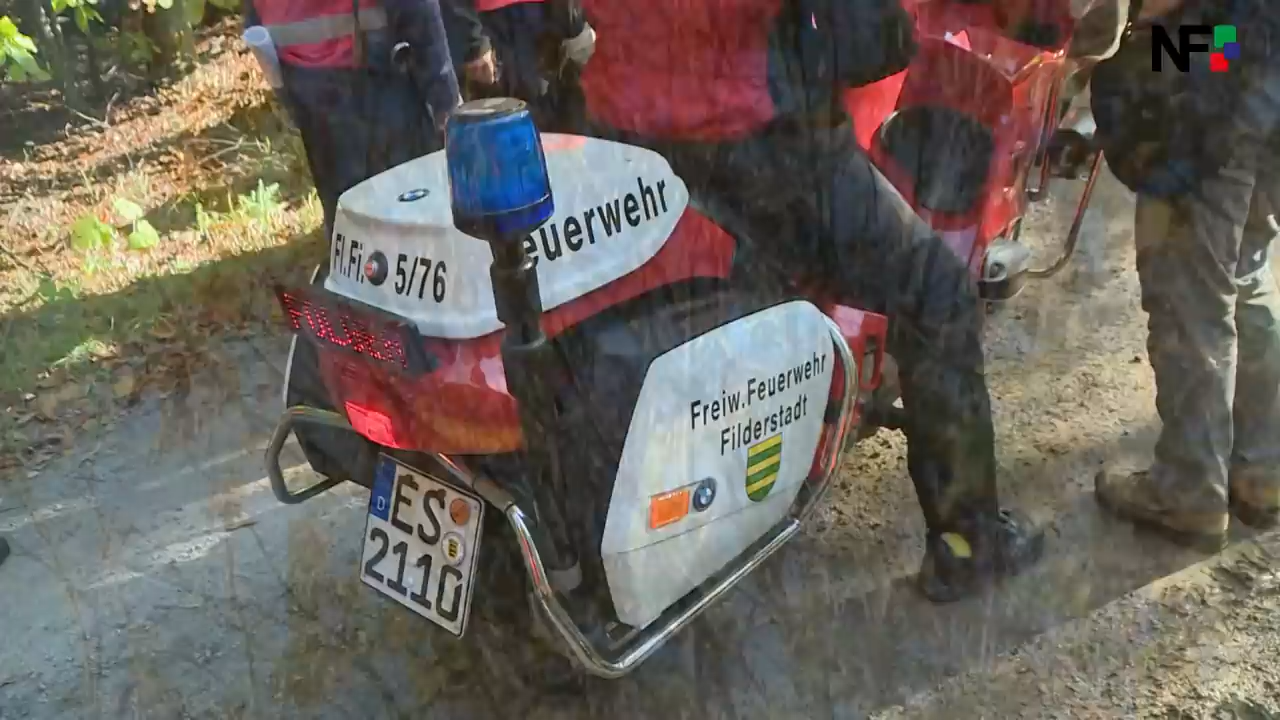 NF
Feuerwehr
Fl.Fi. 5/76
Freiw.Feuerwehr
Filderstadt
D
ES
2110